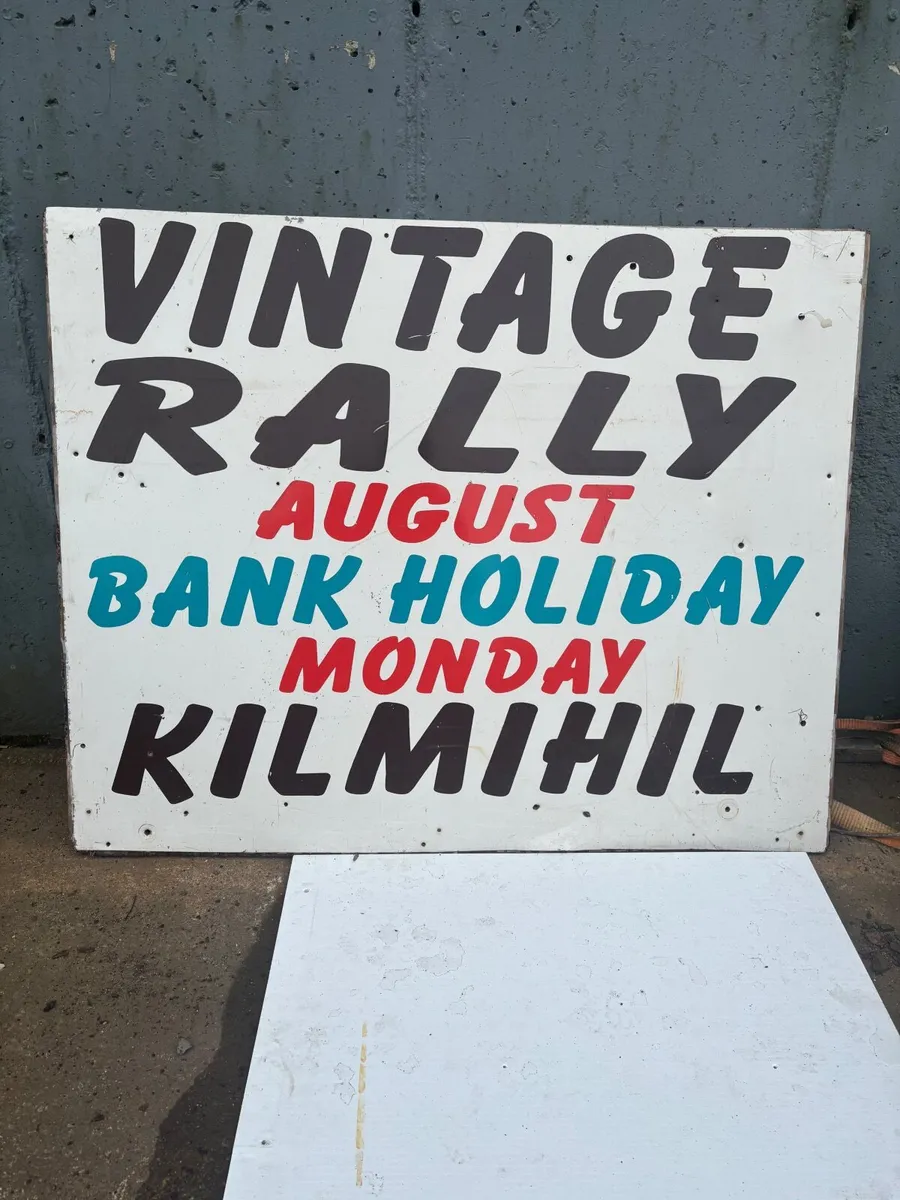 VINTAGE
RALLY
AUGUST
BANK HOLIDAY
MONDAY
KILMIHIL